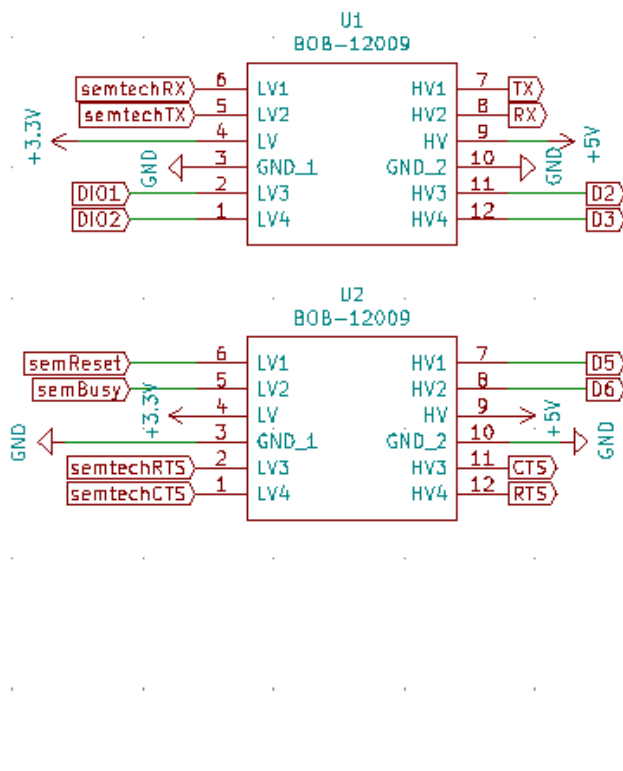 U1
BOB-12009
semtechRX 6 LV1 HV1 7 TX
semtechTX 5 LV2 HV2 8 RX
+3.3V 4 LV HV 9 +5V
GND 3 GND_1 GND_2 10 GND
DIO1 2 LV3 HV3 11 D2
DIO2 1 LV4 HV4 12 D3
U2
BOB-12009
semReset 6 LV1 HV1 7 D5
semBusy 5 LV2 HV2 8 D6
+3.3V 4 LV HV 9 +5V
GND 3 GND_1 GND_2 10 GND
semtechRTS 2 LV3 HV3 11 CTS
semtechCTS 1 LV4 HV4 12 RTS